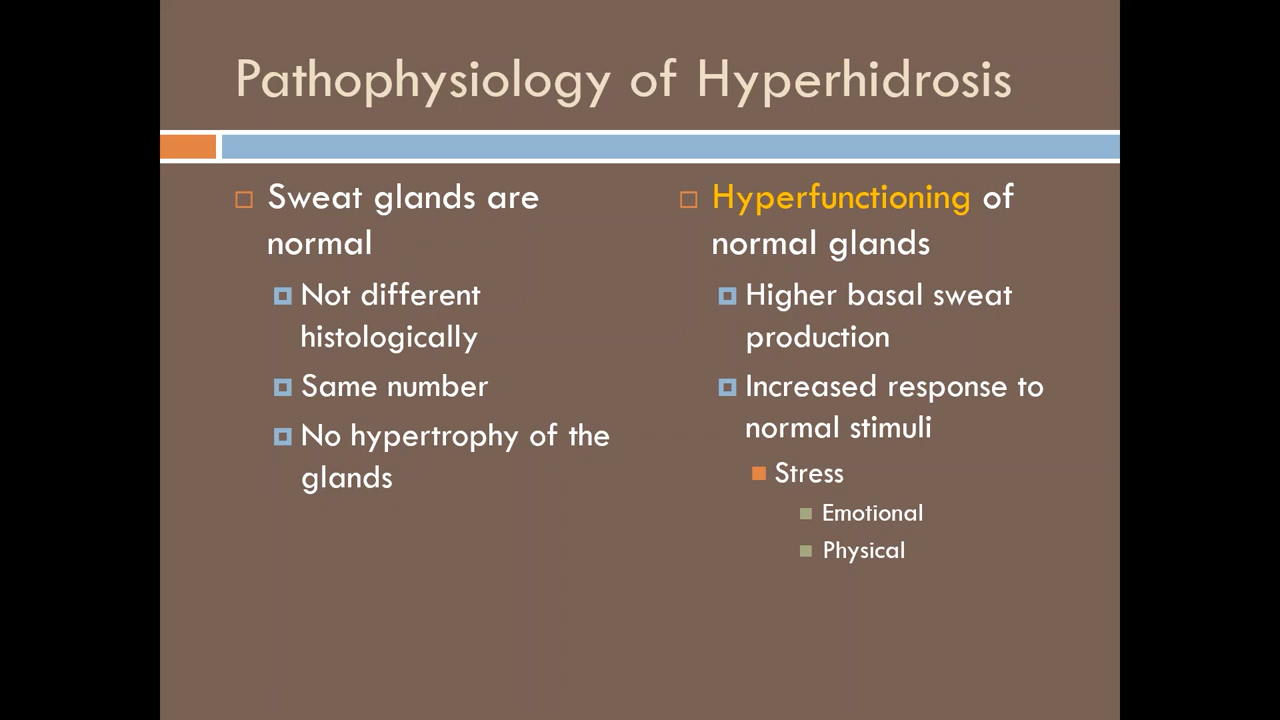 Pathophysiology of Hyperhidrosis
Sweat glands are
normal
Not different
histologically
Same number
No hypertrophy of the
glands
Hyperfunctioning of
normal glands
Higher basal sweat
production
Increased response to
normal stimuli
Stress
Emotional
Physical